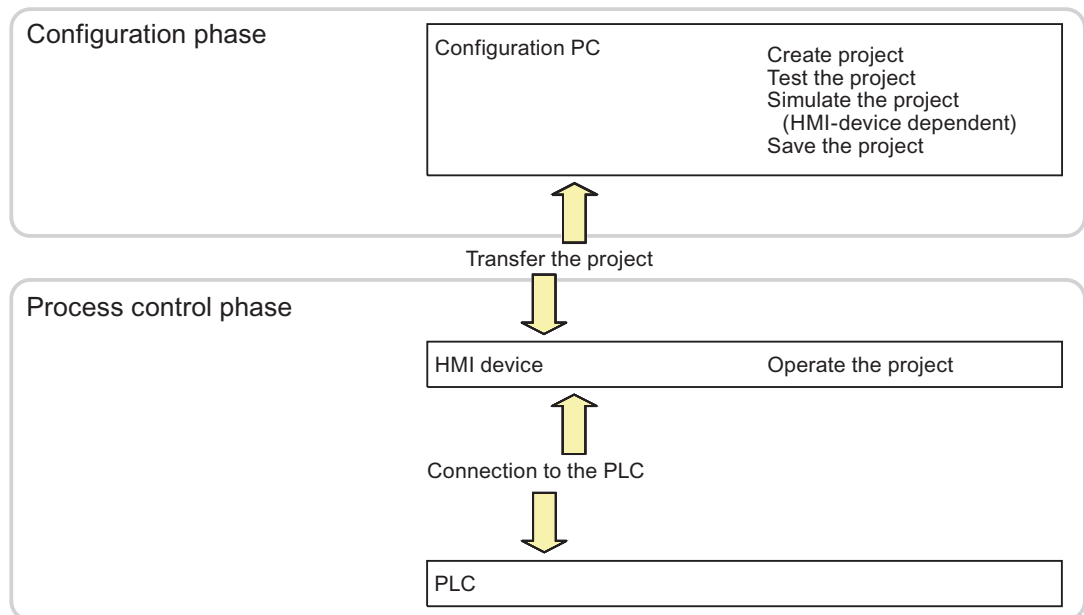 Configuration phase
Configuration PC
Create project
Test the project
Simulate the project
(HMI-device dependent)
Save the project
Transfer the project
Process control phase
HMI device
Operate the project
Connection to the PLC
PLC